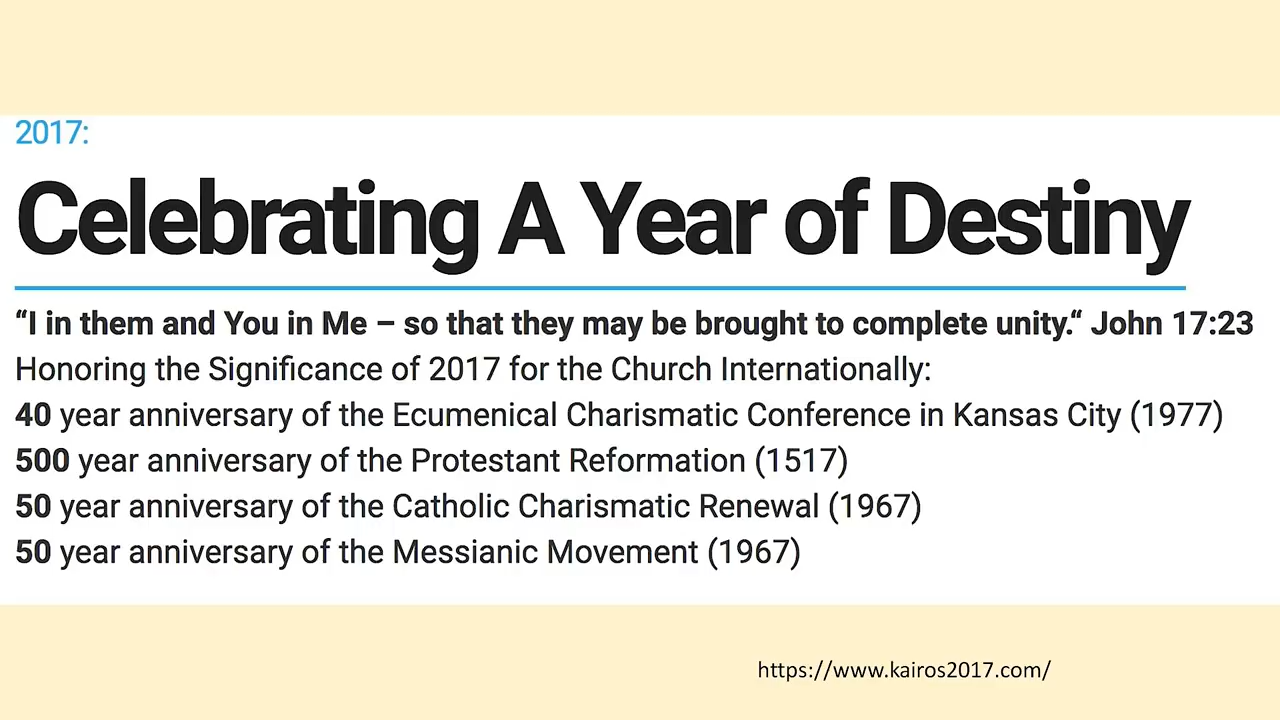 2017:
Celebrating A Year of Destiny
“I in them and You in Me – so that they may be brought to complete unity.“ John 17:23
Honoring the Significance of 2017 for the Church Internationally:
40 year anniversary of the Ecumenical Charismatic Conference in Kansas City (1977)
500 year anniversary of the Protestant Reformation (1517)
50 year anniversary of the Catholic Charismatic Renewal (1967)
50 year anniversary of the Messianic Movement (1967)
https://www.kairos2017.com/